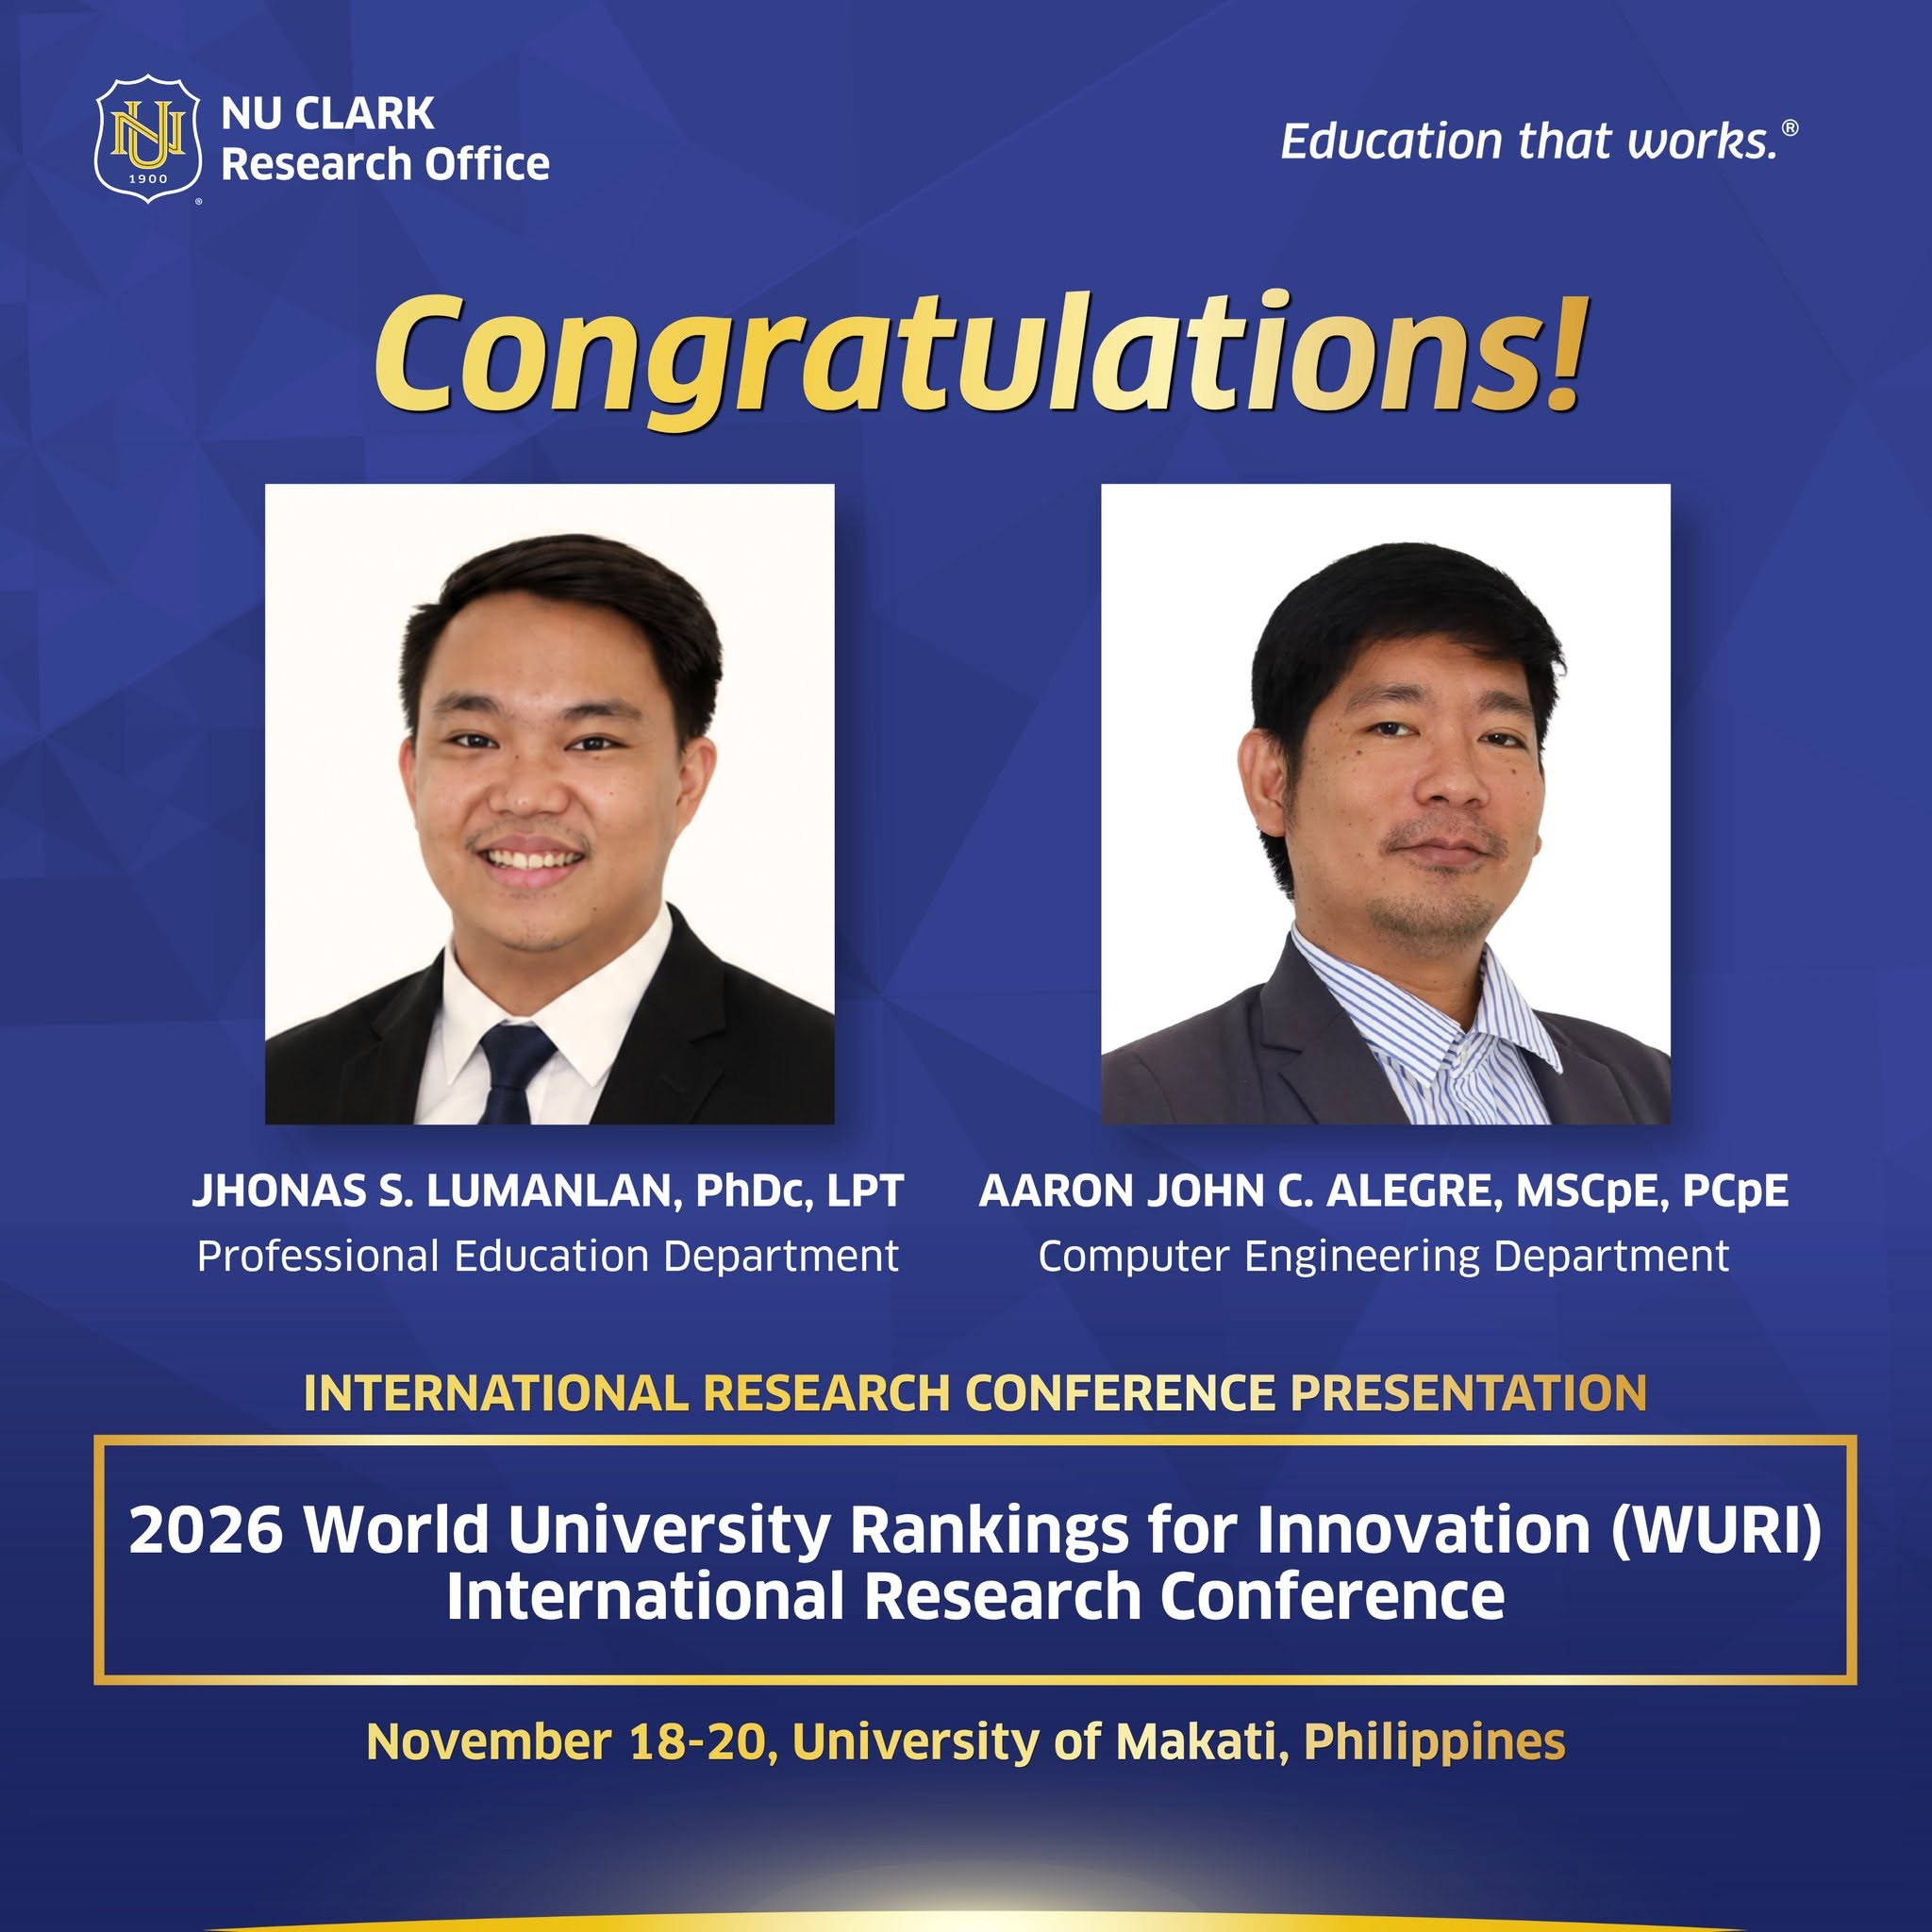 NU CLARK
Research Office
1900
Education that works.®
Congratulations!
JHONAS S. LUMANLAN, PhDc, LPT
Professional Education Department
AARON JOHN C. ALEGRE, MSCpE, PCpE
Computer Engineering Department
INTERNATIONAL RESEARCH CONFERENCE PRESENTATION
2026 World University Rankings for Innovation (WURI)
International Research Conference
November 18-20, University of Makati, Philippines